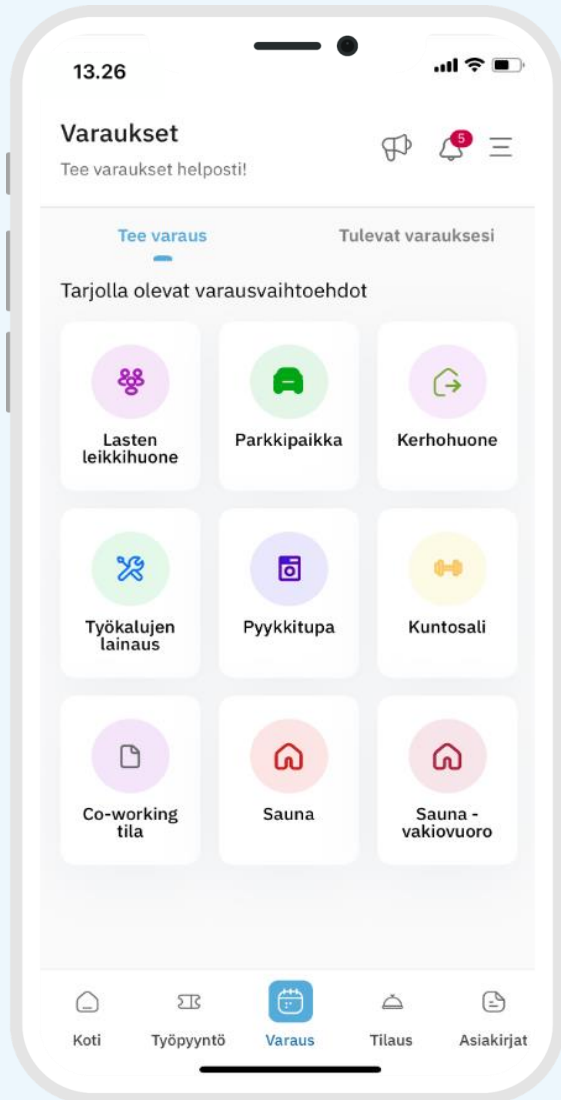 13.26
Varaukset
5
Tee varaukset helposti!
Tee varaus
Tulevat varauksesi
Tarjolla olevat varausvaihtoehdot
Lasten
leikkihuone
Parkkipaikka
Kerhohuone
Työkalujen
lainaus
Pyykkitupa
Kuntosali
Co-working
tila
Sauna
Sauna -
vakiovuoro
Koti
Työpyyntö
Varaus
Tilaus
Asiakirjat